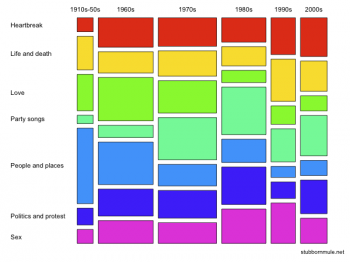 1910s-50s 1960s 1970s 1980s 1990s 2000s
Heartbreak
Life and death
Love
Party songs
People and places
Politics and protest
Sex
stubbornmule.net